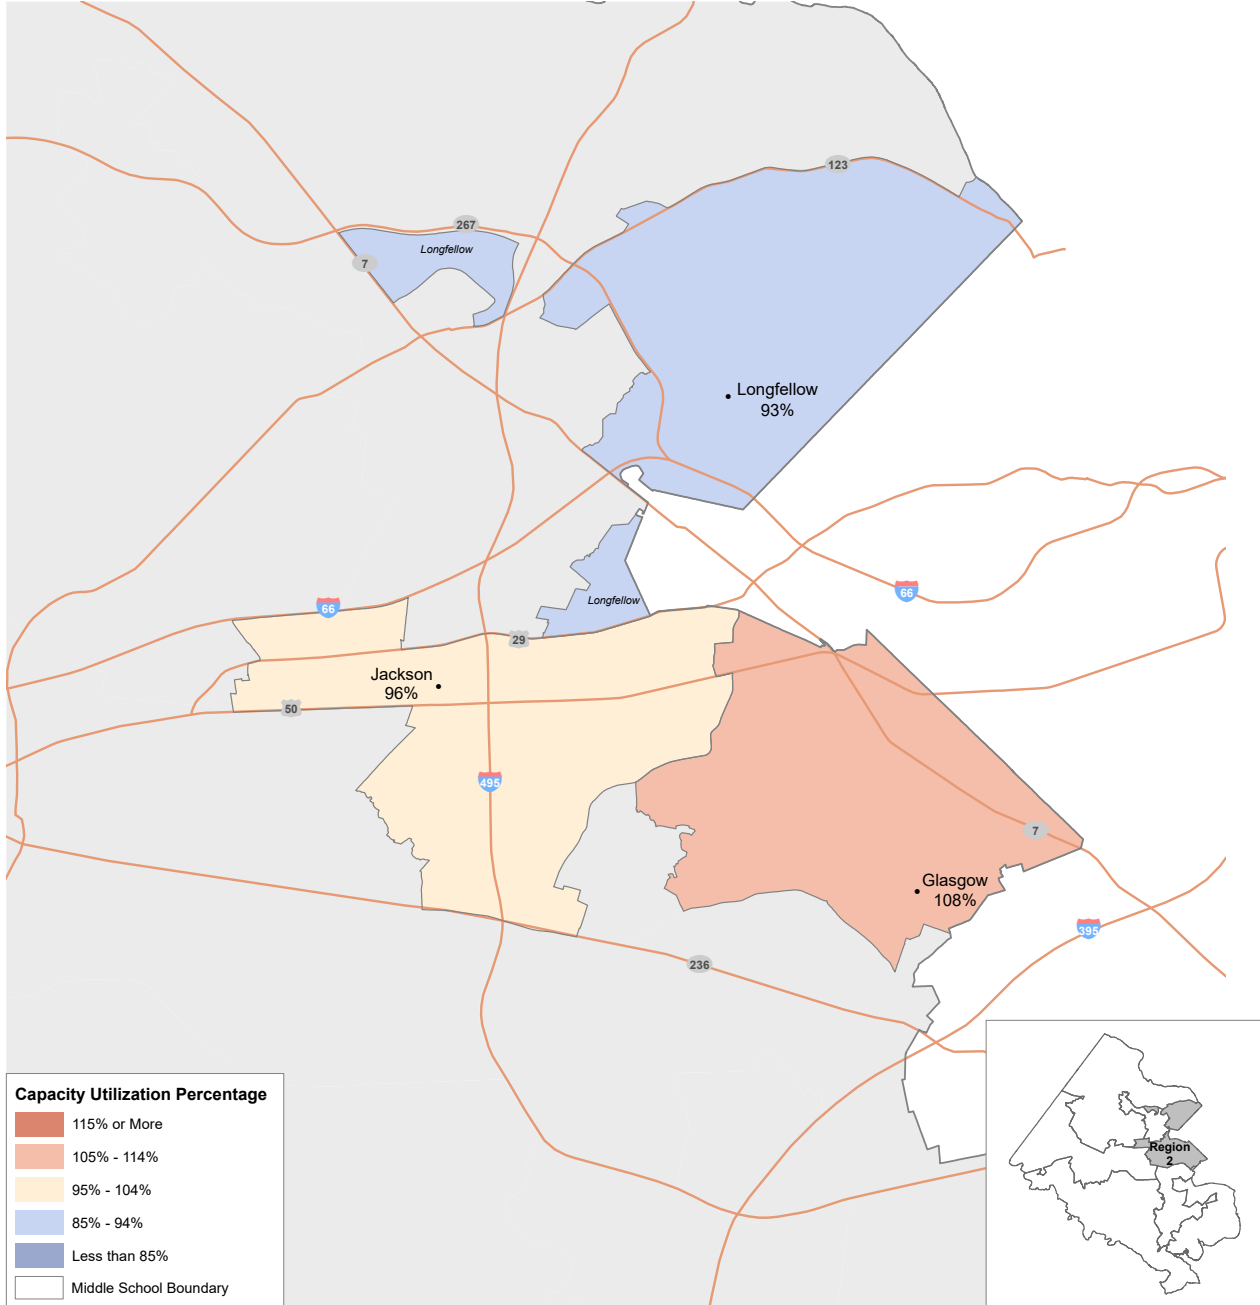 123
267
Longfellow
7
Longfellow
93%
66
Longfellow
66
29
Jackson
96%
50
495
7
Glasgow
108%
395
236
Capacity Utilization Percentage
115% or More
105% - 114%
95% - 104%
85% - 94%
Less than 85%
Middle School Boundary
Region
2